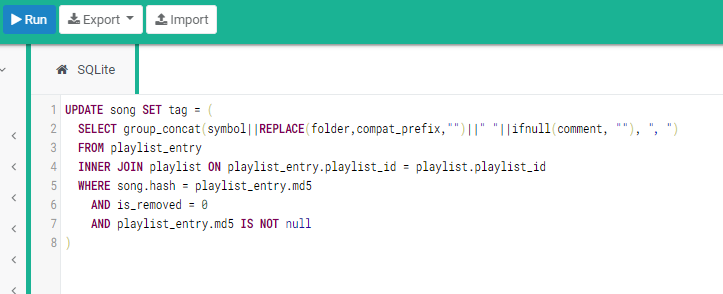 Run Export Import
SQLite
1 UPDATE song SET tag = (
2 SELECT group_concat(symbol||REPLACE(folder,compat_prefix,"")||" "||ifnull(comment, ""), ", ")
3 FROM playlist_entry
4 INNER JOIN playlist ON playlist_entry.playlist_id = playlist.playlist_id
5 WHERE song.hash = playlist_entry.md5
6 AND is_removed = 0
7 AND playlist_entry.md5 IS NOT null
8 )